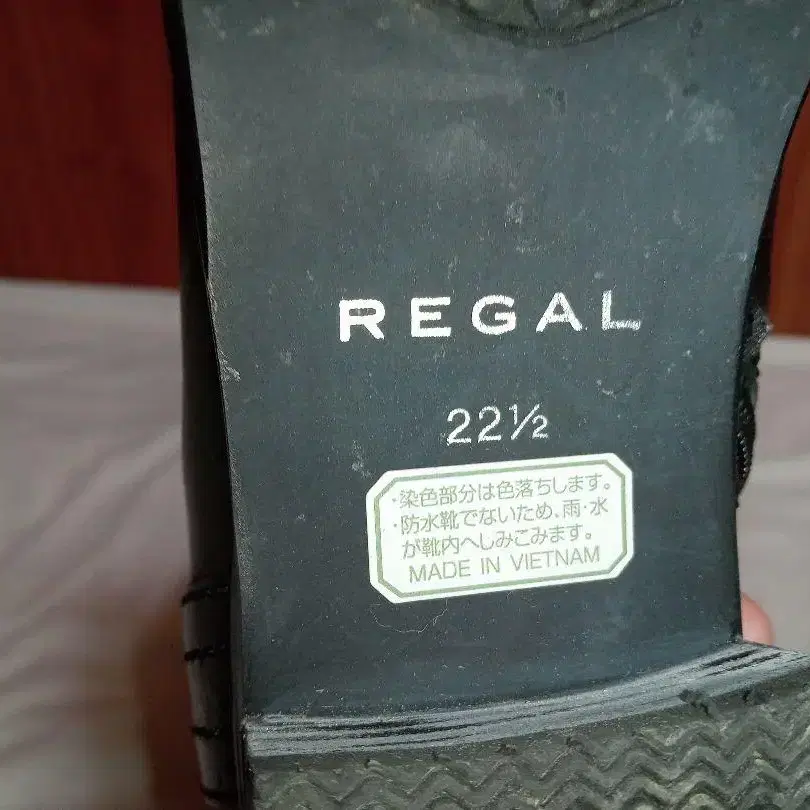 REGAL
22½
・染色部分は色落ちします。
・防水靴でないため、雨・水
が靴内へしみこみます。
MADE IN VIETNAM